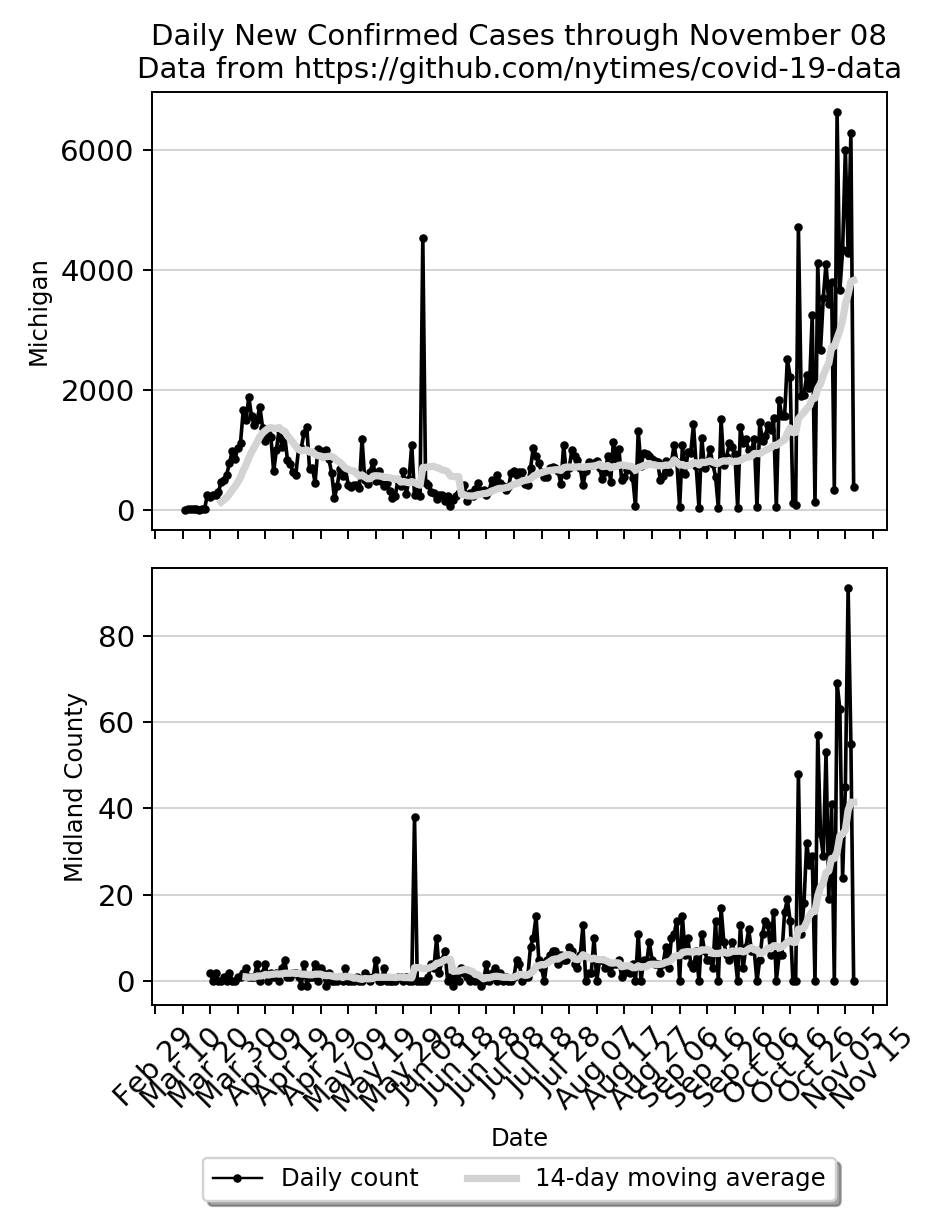 Daily New Confirmed Cases through November 08
Data from https://github.com/nytimes/covid-19-data
Michigan
6000
4000
2000
0
Midland County
80
60
40
20
0
Feb 29
Mar 10
Mar 20
Mar 30
Apr 09
Apr 19
Apr 29
May 09
May 19
May 28
Jun 08
Jun 18
Jun 28
Jul 08
Jul 18
Jul 28
Aug 07
Aug 17
Aug 27
Sep 06
Sep 16
Sep 26
Oct 06
Oct 16
Oct 26
Nov 05
Nov 15
Date
Daily count
14-day moving average